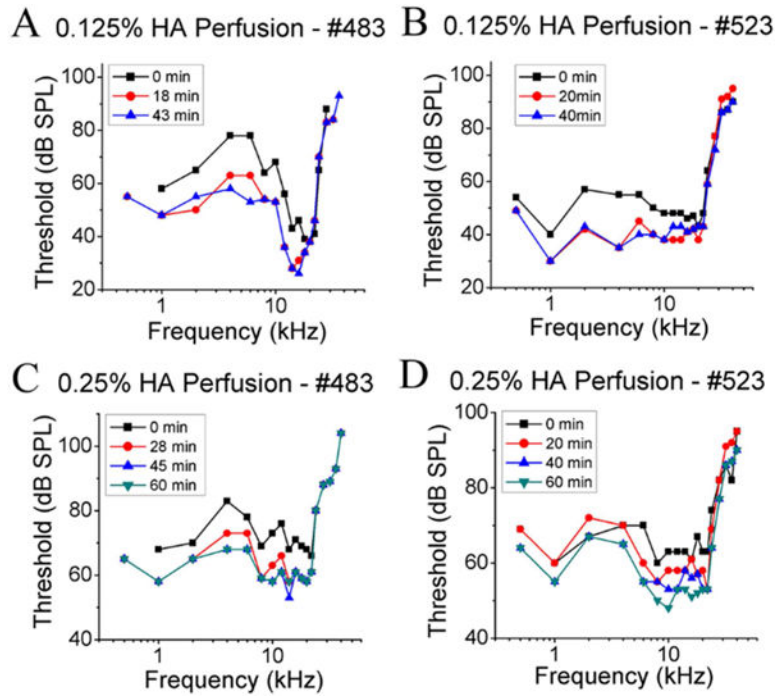 A 0.125% HA Perfusion - #483
0 min
18 min
43 min
100
80
60
40
20
Threshold (dB SPL)
1
10
Frequency (kHz)
B 0.125% HA Perfusion - #523
0 min
20min
40min
100
80
60
40
20
Threshold (dB SPL)
1
10
Frequency (kHz)
C 0.25% HA Perfusion - #483
0 min
28 min
45 min
60 min
100
80
60
40
Threshold (dB SPL)
1
10
Frequency (kHz)
D 0.25% HA Perfusion - #523
0 min
20 min
40 min
60 min
100
80
60
40
Threshold (dB SPL)
1
10
Frequency (kHz)